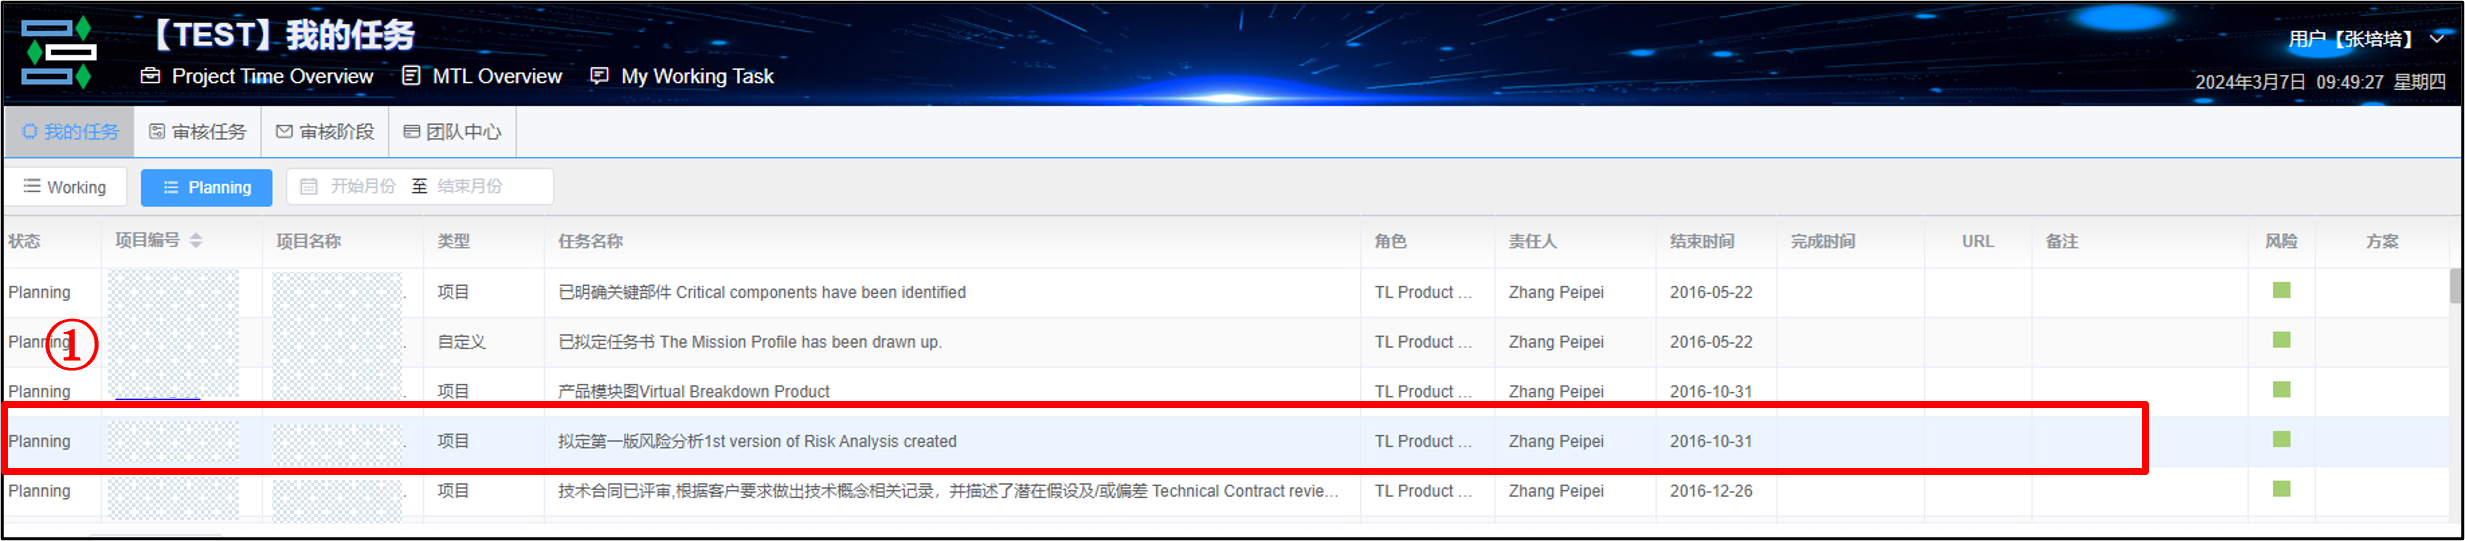 【TEST】我的任务
用户【张培培】
Project Time Overview MTL Overview My Working Task
2024年3月7日 09:49:27 星期四
我的任务 审核任务 审核阶段 团队中心
Working Planning 开始月份 至 结束月份
状态 项目编号 项目名称 类型 任务名称 角色 责任人 结束时间 完成时间 URL 备注 风险 方案
Planning . 项目 已明确关键部件 Critical components have been identified TL Product ... Zhang Peipei 2016-05-22
Planning ① . 自定义 已拟定任务书 The Mission Profile has been drawn up. TL Product ... Zhang Peipei 2016-05-22
Planning . 项目 产品模块图Virtual Breakdown Product TL Product ... Zhang Peipei 2016-10-31
Planning . 项目 拟定第一版风险分析1st version of Risk Analysis created TL Product ... Zhang Peipei 2016-10-31
Planning . 项目 技术合同已评审,根据客户要求做出技术概念相关记录，并描述了潜在假设及/或偏差 Technical Contract revie... TL Product ... Zhang Peipei 2016-12-26